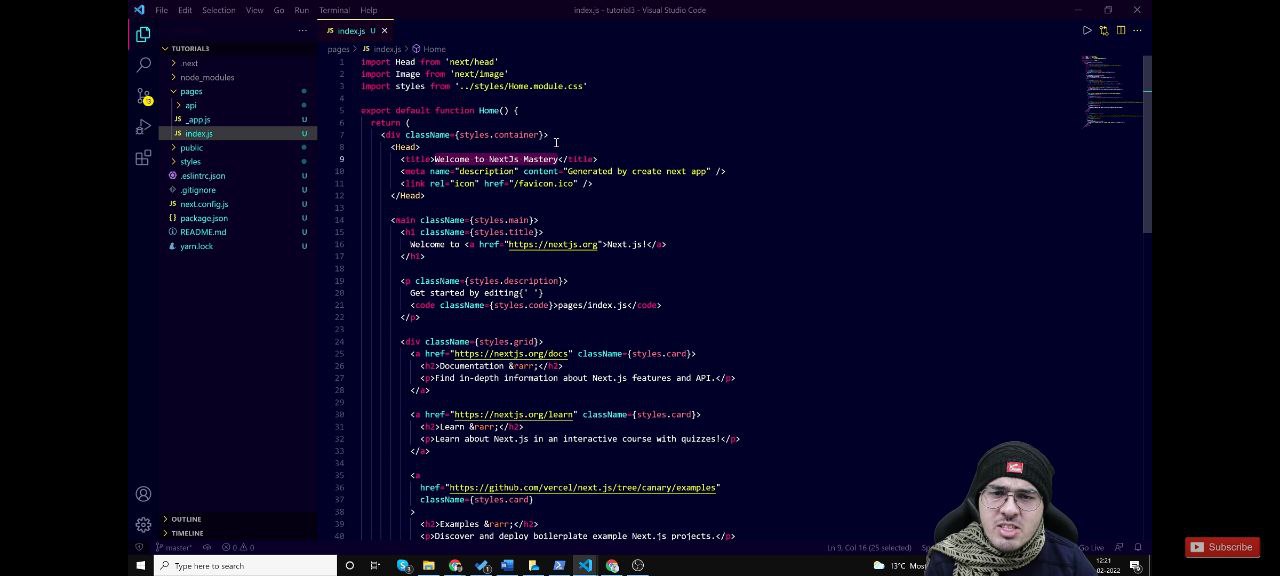 File Edit Selection View Go Run Terminal Help index.js - tutorial3 - Visual Studio Code
index.js U
TUTORIAL3
.next
node_modules
pages
api
_app.js U
index.js U
public
styles
.eslintrc.json U
.gitignore U
next.config.js U
package.json U
README.md U
yarn.lock U
OUTLINE
TIMELINE
pages > index.js > Home
1 import Head from 'next/head'
2 import Image from 'next/image'
3 import styles from '../styles/Home.module.css'
4
5 export default function Home() {
6 return (
7 <div className={styles.container}>
8 <Head>
9 <title>Welcome to NextJs Mastery</title>
10 <meta name="description" content="Generated by create next app" />
11 <link rel="icon" href="/favicon.ico" />
12 </Head>
13
14 <main className={styles.main}>
15 <h1 className={styles.title}>
16 Welcome to <a href="https://nextjs.org">Next.js!</a>
17 </h1>
18
19 <p className={styles.description}>
20 Get started by editing{' '}
21 <code className={styles.code}>pages/index.js</code>
22 </p>
23
24 <div className={styles.grid}>
25 <a href="https://nextjs.org/docs" className={styles.card}>
26 <h2>Documentation &rarr;</h2>
27 <p>Find in-depth information about Next.js features and API.</p>
28 </a>
29
30 <a href="https://nextjs.org/learn" className={styles.card}>
31 <h2>Learn &rarr;</h2>
32 <p>Learn about Next.js in an interactive course with quizzes!</p>
33 </a>
34
35 <a
36 href="https://github.com/vercel/next.js/tree/canary/examples"
37 className={styles.card}
38 >
39 <h2>Examples &rarr;</h2>
40 <p>Discover and deploy boilerplate example Next.js projects.</p>
master* 0 0 Ln 9, Col 16 (25 selected) Go Live
Type here to search
13°C 12:21
02-2022
Subscribe